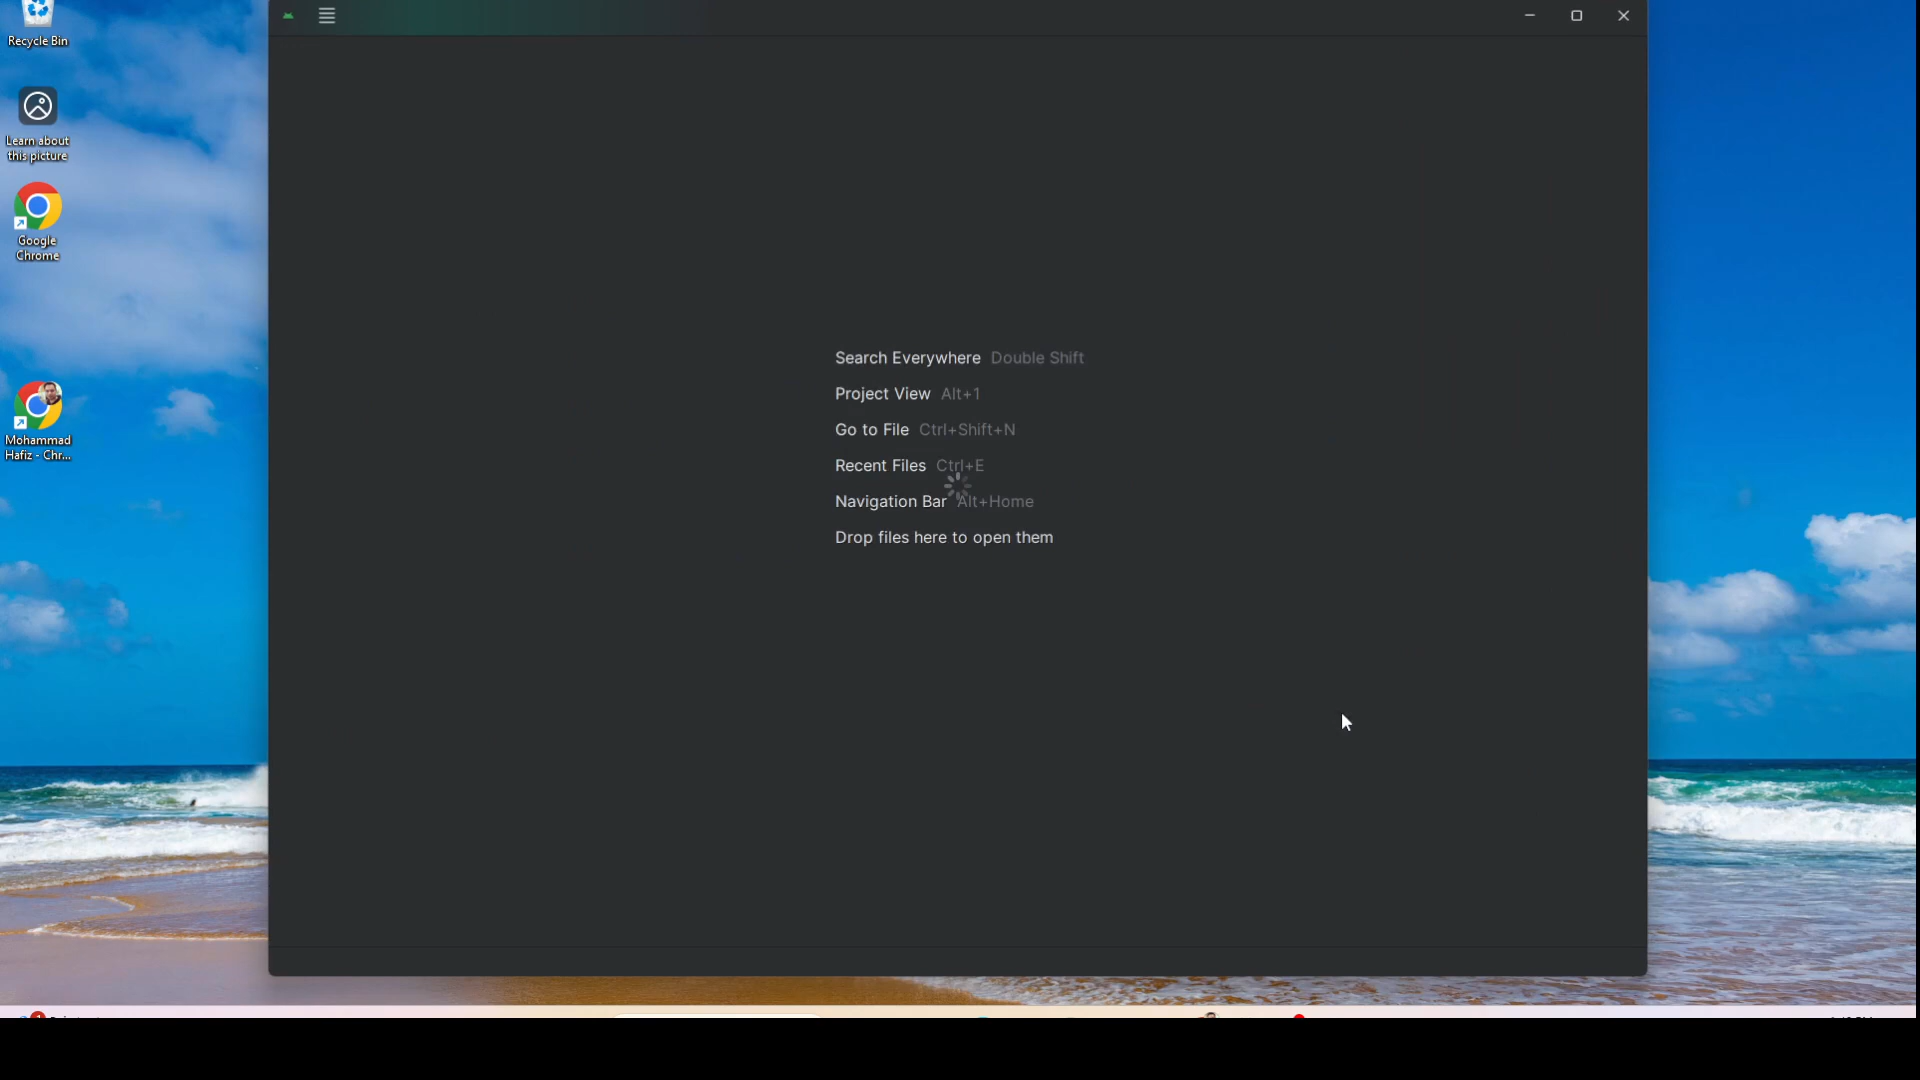 Recycle Bin
Learn about
this picture
Google
Chrome
Mohammad
Hafiz - Chr...
Search Everywhere Double Shift
Project View Alt+1
Go to File Ctrl+Shift+N
Recent Files Ctrl+E
Navigation Bar Alt+Home
Drop files here to open them